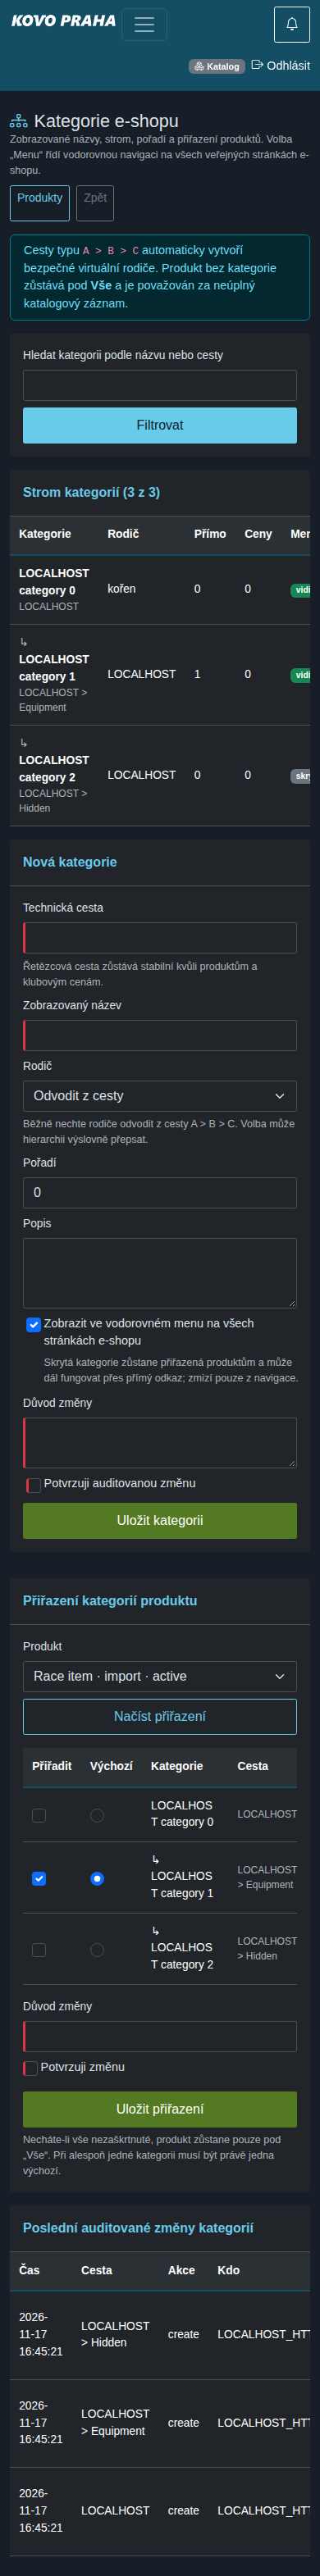 KOVO PRAHA
Katalog Odhlásit
Kategorie e-shopu
Zobrazované názvy, strom, pořadí a přiřazení produktů. Volba
„Menu“ řídí vodorovnou navigaci na všech veřejných stránkách e-
shopu.
Produkty Zpět
Cesty typu A > B > C automaticky vytvoří
bezpečné virtuální rodiče. Produkt bez kategorie
zůstává pod Vše a je považován za neúplný
katalogový záznam.
Hledat kategorii podle názvu nebo cesty
Filtrovat
Strom kategorií (3 z 3)
Kategorie Rodič Přímo Ceny
LOCALHOST
category 0
LOCALHOST
kořen 0 0
↳
LOCALHOST
category 1
LOCALHOST >
Equipment
LOCALHOST 1 0
↳
LOCALHOST
category 2
LOCALHOST >
Hidden
LOCALHOST 0 0
Nová kategorie
Technická cesta
Řetězcová cesta zůstává stabilní kvůli produktům a
klubovým cenám.
Zobrazovaný název
Rodič
Odvodit z cesty
Běžně nechte rodiče odvodit z cesty A > B > C. Volba může
hierarchii výslovně přepsat.
Pořadí
0
Popis
Zobrazit ve vodorovném menu na všech
stránkách e-shopu
Skrytá kategorie zůstane přiřazená produktům a může
dál fungovat přes přímý odkaz; zmizí pouze z navigace.
Důvod změny
Potvrzuji auditovanou změnu
Uložit kategorii
Přiřazení kategorií produktu
Produkt
Race item · import · active
Načíst přiřazení
Přiřadit Výchozí Kategorie Cesta
LOCALHOS
T category 0
LOCALHOST
↳
LOCALHOS
T category 1
LOCALHOST
> Equipment
↳
LOCALHOS
T category 2
LOCALHOST
> Hidden
Důvod změny
Potvrzuji změnu
Uložit přiřazení
Necháte-li vše nezaškrtnuté, produkt zůstane pouze pod
„Vše“. Při alespoň jedné kategorii musí být právě jedna
výchozí.
Poslední auditované změny kategorií
Čas Cesta Akce Kdo
2026-
11-17
16:45:21
LOCALHOST
> Hidden
create
2026-
11-17
16:45:21
LOCALHOST
> Equipment
create
2026-
11-17
16:45:21
LOCALHOST
create